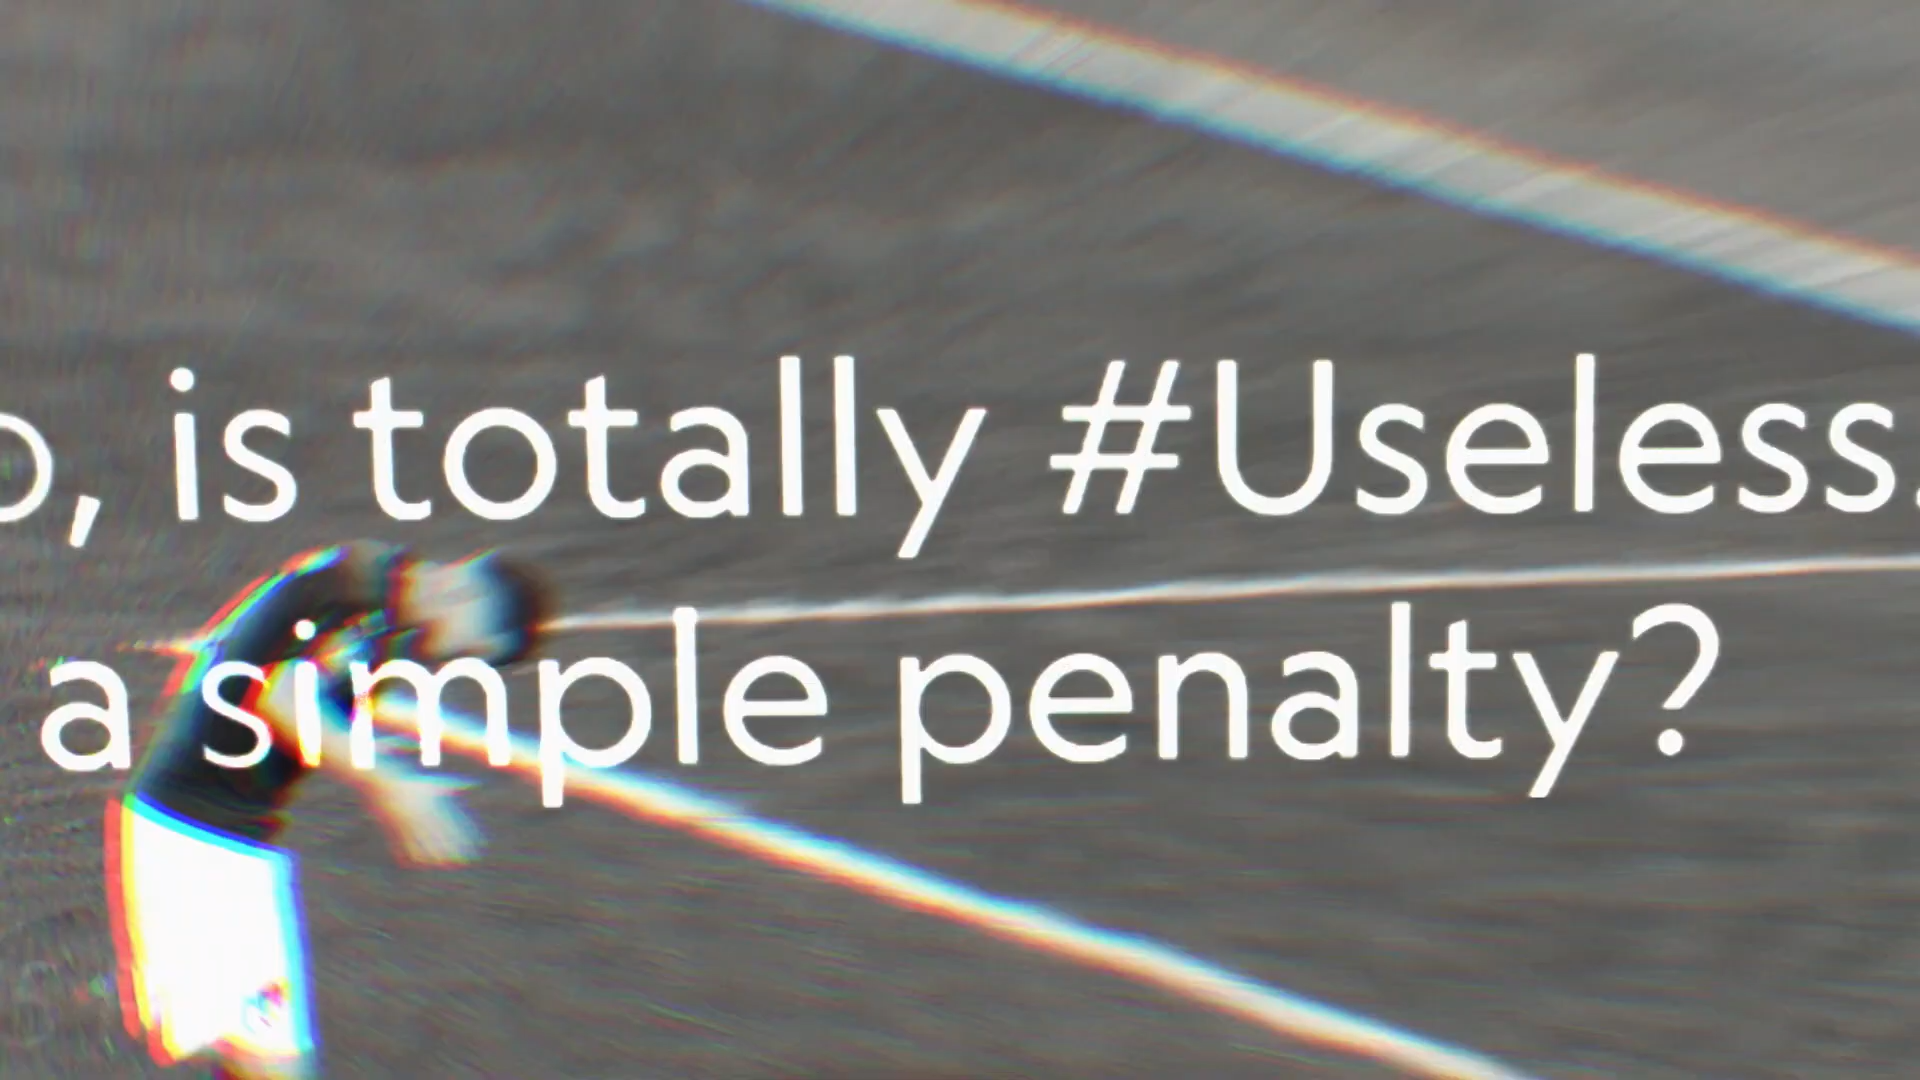 , is totally #Useless.
a simple penalty?